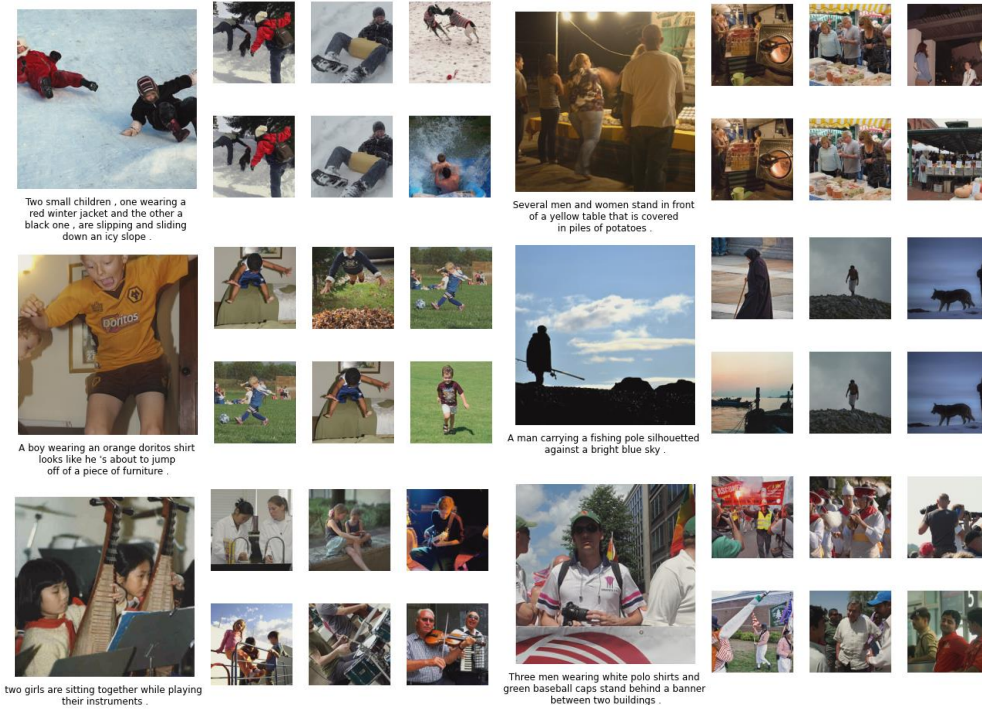 Two small children , one wearing a
red winter jacket and the other a
black one , are slipping and sliding
down an icy slope .
Several men and women stand in front
of a yellow table that is covered
in piles of potatoes .
Doritos
A boy wearing an orange doritos shirt
looks like he 's about to jump
off of a piece of furniture .
A man carrying a fishing pole silhouetted
against a bright blue sky .
two girls are sitting together while playing
their instruments .
Three men wearing white polo shirts and
green baseball caps stand behind a banner
between two buildings .